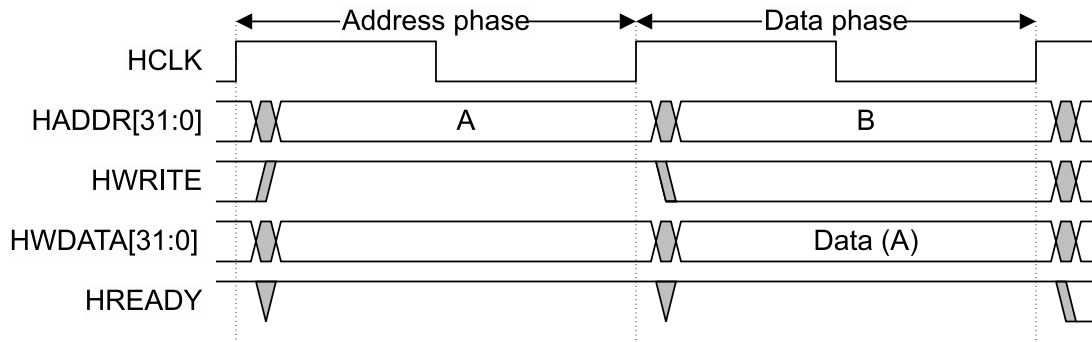 Address phase Data phase
HCLK
HADDR[31:0] A B
HWRITE
HWDATA[31:0] Data (A)
HREADY